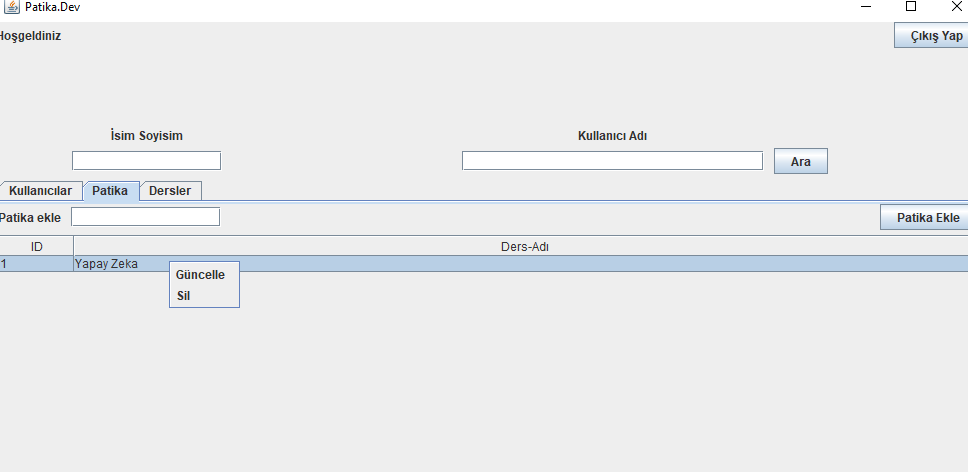 Patika.Dev
Hoşgeldiniz
Çıkış Yap
İsim Soyisim
Kullanıcı Adı
Ara
Kullanıcılar Patika Dersler
Patika ekle
Patika Ekle
ID Ders-Adı
1 Yapay Zeka
Güncelle
Sil